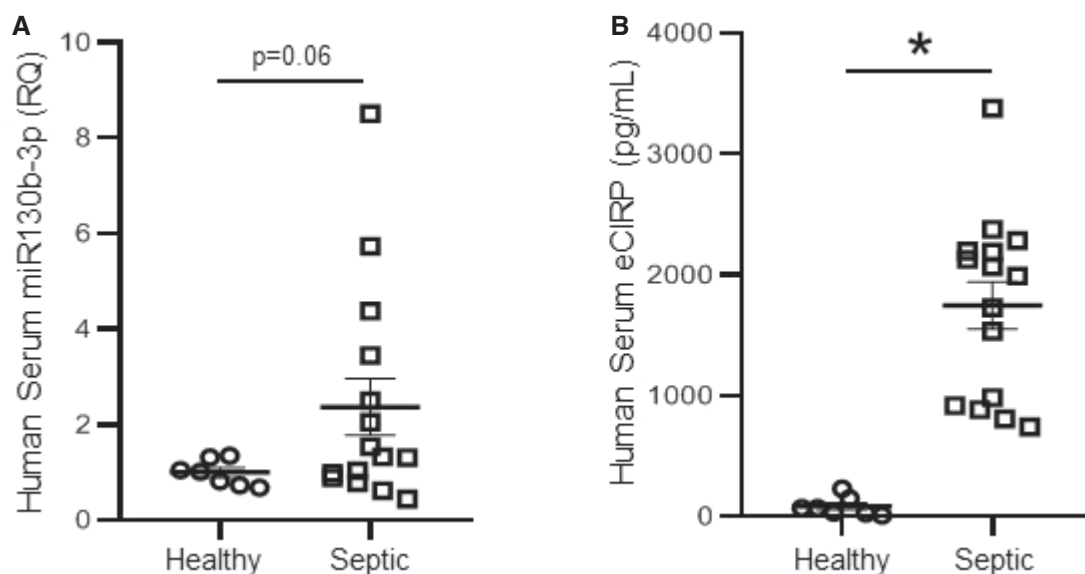 A
Human Serum miR130b-3p (RQ)
10
8
6
4
2
0
p=0.06
Healthy
Septic
B
Human Serum eCIRP (pg/mL)
4000
3000
2000
1000
0
*
Healthy
Septic